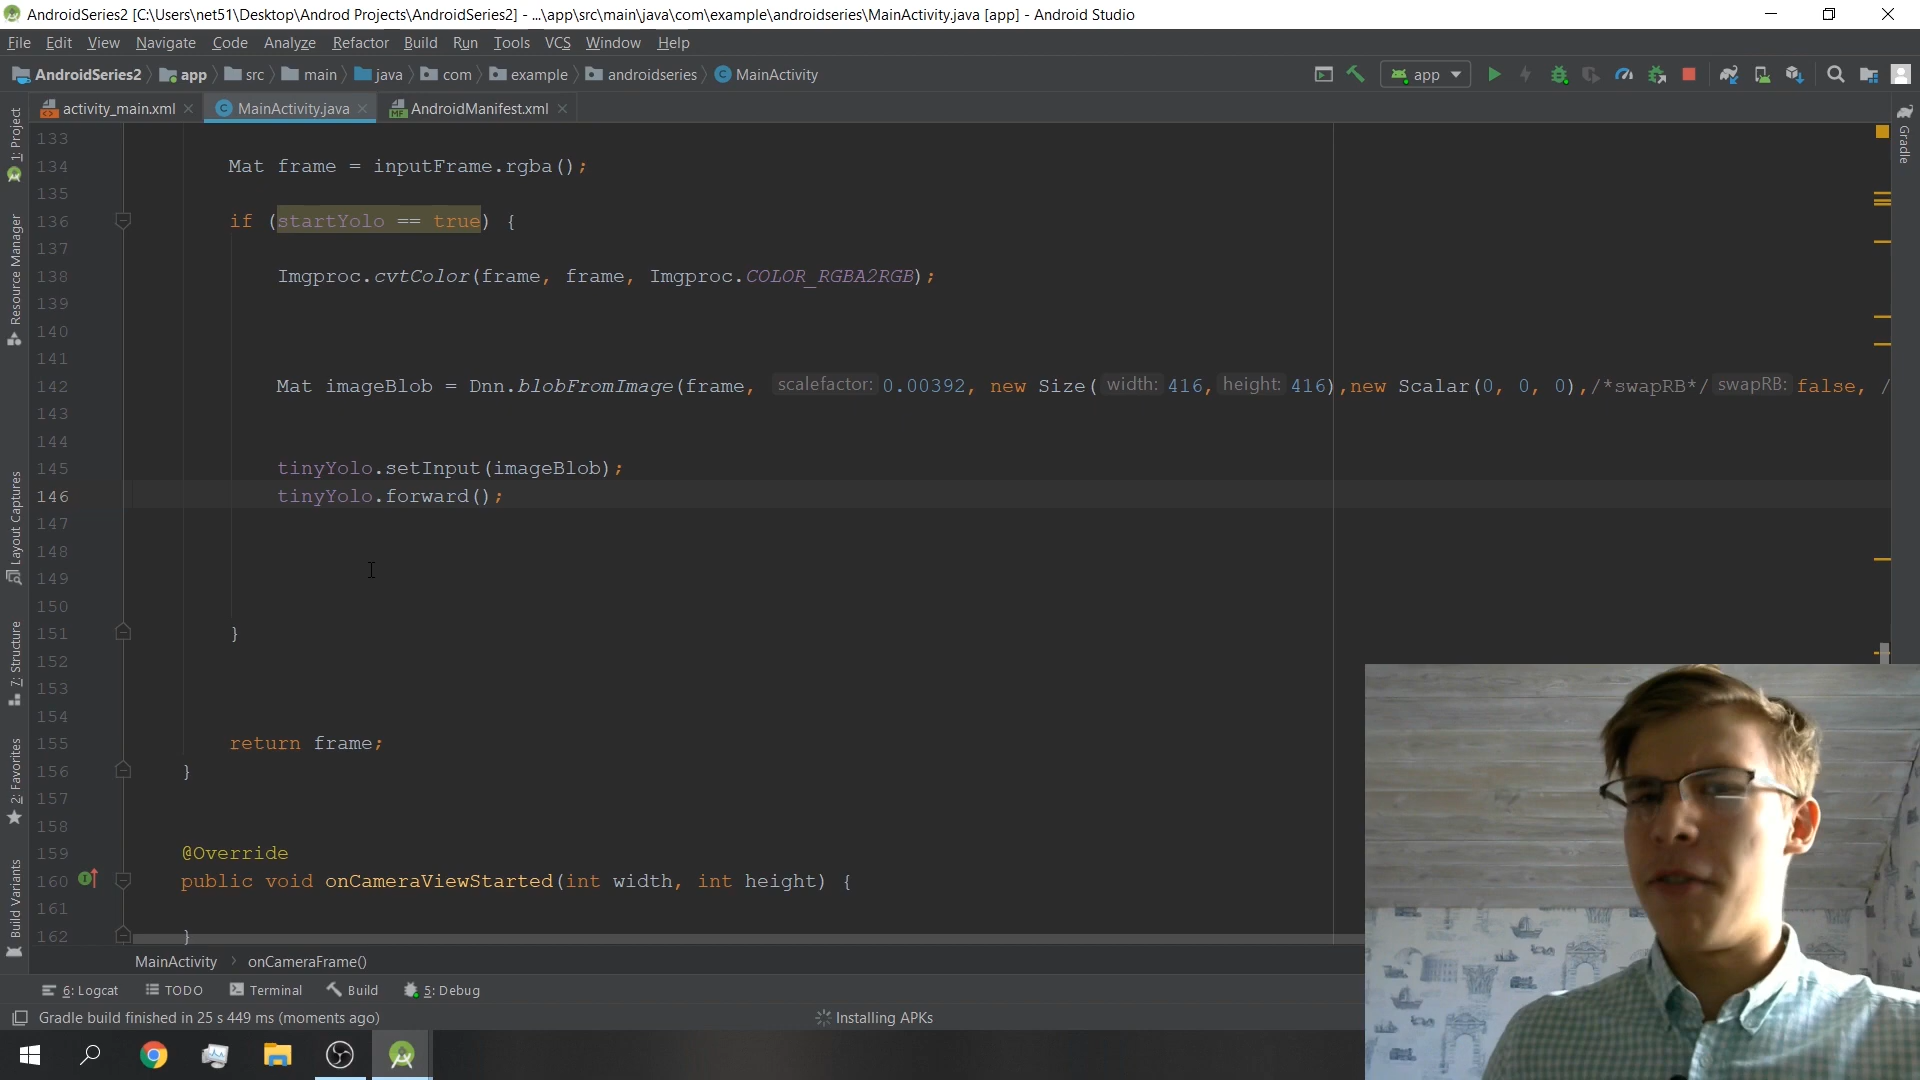 AndroidSeries2 [C:\Users\net51\Desktop\Androd Projects\AndroidSeries2] - ...\app\src\main\java\com\example\androidseries\MainActivity.java [app] - Android Studio
File Edit View Navigate Code Analyze Refactor Build Run Tools VCS Window Help
AndroidSeries2 app src main java com example androidseries MainActivity app
activity_main.xml MainActivity.java AndroidManifest.xml
1: Project
Resource Manager
Layout Captures
7: Structure
2: Favorites
Build Variants
Gradle
133
134 Mat frame = inputFrame.rgba();
135
136 if (startYolo == true) {
137
138 Imgproc.cvtColor(frame, frame, Imgproc.COLOR_RGBA2RGB);
139
140
141
142 Mat imageBlob = Dnn.blobFromImage(frame, scalefactor: 0.00392, new Size( width: 416, height: 416),new Scalar(0, 0, 0),/*swapRB*/ swapRB: false, /
143
144
145 tinyYolo.setInput(imageBlob);
146 tinyYolo.forward();
147
148
149
150
151 }
152
153
154
155 return frame;
156 }
157
158
159 @Override
160 public void onCameraViewStarted(int width, int height) {
161
162 }
MainActivity onCameraFrame()
6: Logcat TODO Terminal Build 5: Debug
Gradle build finished in 25 s 449 ms (moments ago) Installing APKs